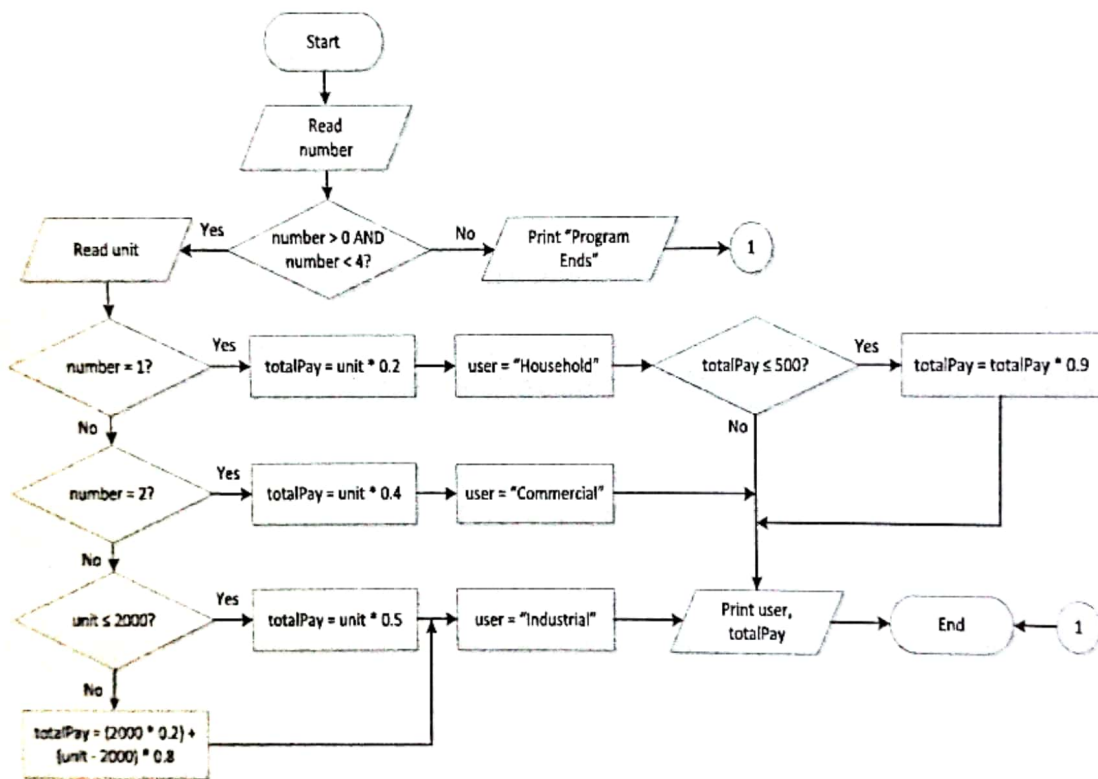 Start
Read
number
number > 0 AND
number < 4?
Yes
Read unit
No
Print "Program
Ends"
1
number = 1?
Yes
totalPay = unit * 0.2
user = "Household"
totalPay ≤ 500?
Yes
totalPay = totalPay * 0.9
No
No
number = 2?
Yes
totalPay = unit * 0.4
user = "Commercial"
No
unit ≤ 2000?
Yes
totalPay = unit * 0.5
user = "Industrial"
Print user,
totalPay
End
1
No
totalPay = (2000 * 0.2) +
(unit - 2000) * 0.8